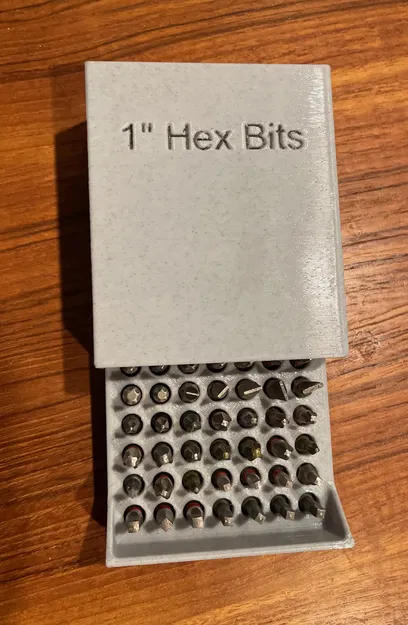 1" Hex Bits